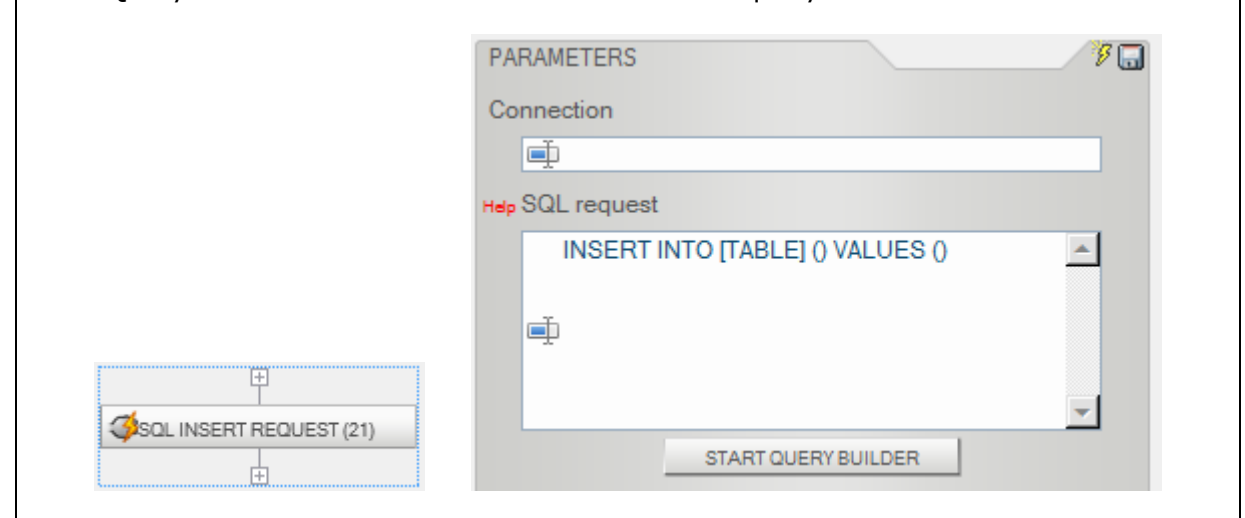 PARAMETERS
Connection
Help SQL request
INSERT INTO [TABLE] () VALUES ()
SQL INSERT REQUEST (21)
START QUERY BUILDER